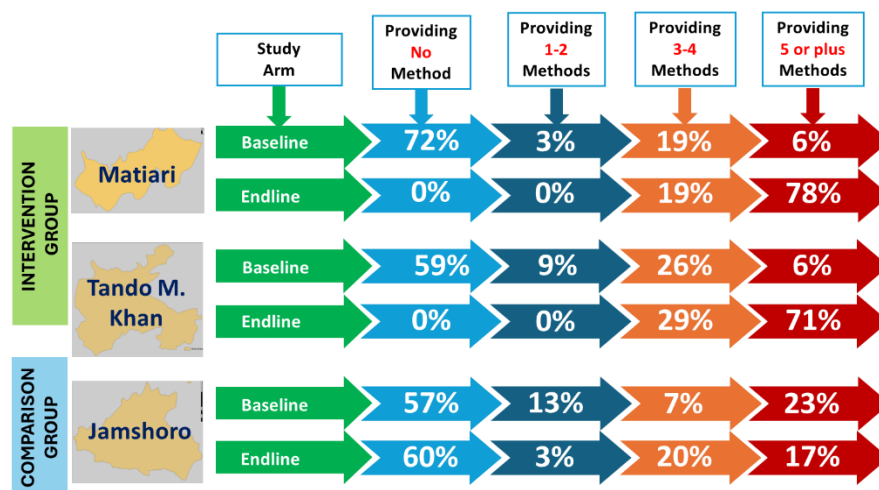 Study
Arm
Providing
No
Method
Providing
1-2
Methods
Providing
3-4
Methods
Providing
5 or plus
Methods
INTERVENTION
GROUP
Matiari
Baseline 72% 3% 19% 6%
Endline 0% 0% 19% 78%
Tando M.
Khan
Baseline 59% 9% 26% 6%
Endline 0% 0% 29% 71%
COMPARISON
GROUP
Jamshoro
Baseline 57% 13% 7% 23%
Endline 60% 3% 20% 17%